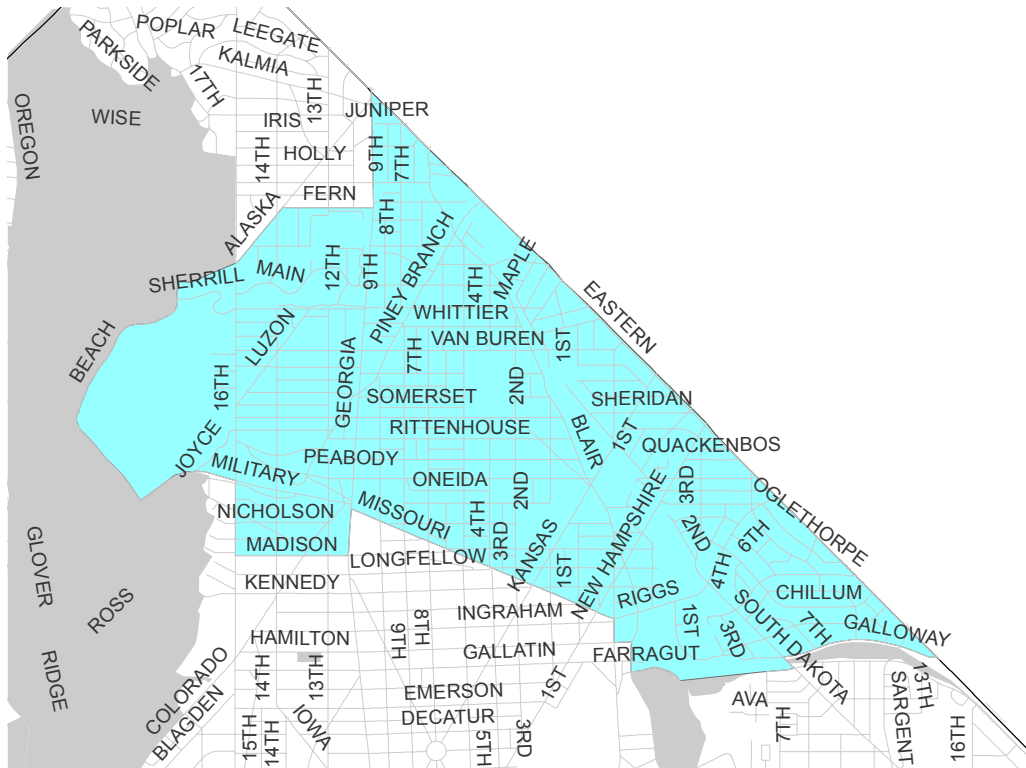 POPLAR
LEEGATE
PARKSIDE
KALMIA
17TH
13TH
JUNIPER
OREGON
WISE
IRIS
14TH
HOLLY
9TH
7TH
FERN
ALASKA
8TH
SHERRILL
MAIN
12TH
9TH
PINEY BRANCH
4TH
MAPLE
EASTERN
WHITTIER
LUZON
VAN BUREN
1ST
BEACH
7TH
16TH
GEORGIA
SOMERSET
2ND
SHERIDAN
RITTENHOUSE
BLAIR
1ST
QUACKENBOS
JOYCE
MILITARY
PEABODY
ONEIDA
2ND
3RD
OGLETHORPE
NICHOLSON
MISSOURI
4TH
3RD
KANSAS
NEW HAMPSHIRE
2ND
6TH
MADISON
LONGFELLOW
1ST
4TH
GLOVER
KENNEDY
RIGGS
CHILLUM
ROSS
INGRAHAM
1ST
3RD
SOUTH DAKOTA
7TH
GALLOWAY
HAMILTON
9TH
8TH
GALLATIN
FARRAGUT
RIDGE
COLORADO
14TH
13TH
EMERSON
1ST
AVA
13TH
SARGENT
BLAGDEN
15TH
14TH
IOWA
DECATUR
5TH
3RD
7TH
16TH